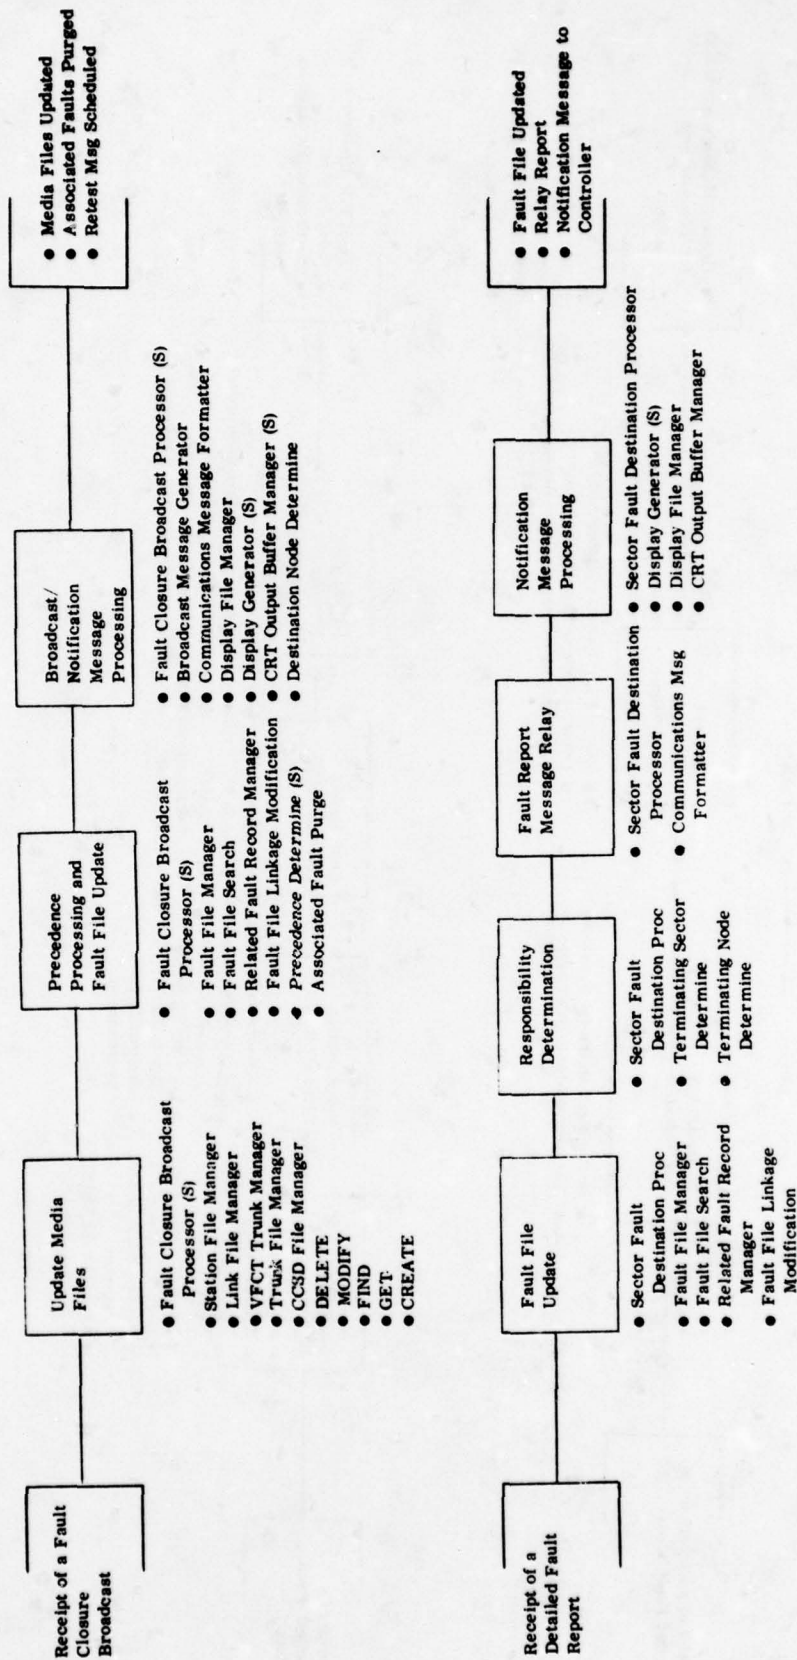 Receipt of a Fault
Closure
Broadcast
Update Media
Files
● Fault Closure Broadcast
Processor (S)
● Station File Manager
● Link File Manager
● VFCT Trunk Manager
● Trunk File Manager
● CCSD File Manager
● DELETE
● MODIFY
● FIND
● GET
● CREATE
Precedence
Processing and
Fault File Update
● Fault Closure Broadcast
Processor (S)
● Fault File Manager
● Fault File Search
● Related Fault Record Manager
● Fault File Linkage Modification
● Precedence Determine (S)
● Associated Fault Purge
Broadcast/
Notification
Message
Processing
● Fault Closure Broadcast Processor (S)
● Broadcast Message Generator
● Communications Message Formatter
● Display File Manager
● Display Generator (S)
● CRT Output Buffer Manager (S)
● Destination Node Determine
● Media Files Updated
● Associated Faults Purged
● Retest Msg Scheduled
Receipt of a
Detailed Fault
Report
Fault File
Update
● Sector Fault
Destination Proc
● Fault File Manager
● Fault File Search
● Related Fault Record
Manager
● Fault File Linkage
Modification
Responsibility
Determination
● Sector Fault
Destination Proc
● Terminating Sector
Determine
● Terminating Node
Determine
Fault Report
Message Relay
● Sector Fault Destination
Processor
● Communications Msg
Formatter
Notification
Message
Processing
● Sector Fault Destination Processor
● Display Generator (S)
● Display File Manager
● CRT Output Buffer Manager
● Fault File Updated
● Relay Report
● Notification Message to
Controller